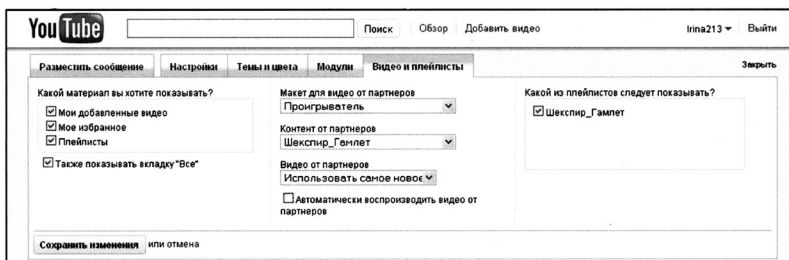 YouTube Поиск Обзор Добавить видео Irina213 Выйти
Разместить сообщение Настройки Темы и цвета Модули Видео и плейлисты Закрыть
Какой материал вы хотите показывать?
Мои добавленные видео
Мое избранное
Плейлисты
Также показывать вкладку "Все"
Макет для видео от партнеров
Проигрыватель
Контент от партнеров
Шекспир_Гамлет
Видео от партнеров
Использовать самое новое
Автоматически воспроизводить видео от
партнеров
Какой из плейлистов следует показывать?
Шекспир_Гамлет
Сохранить изменения или отмена